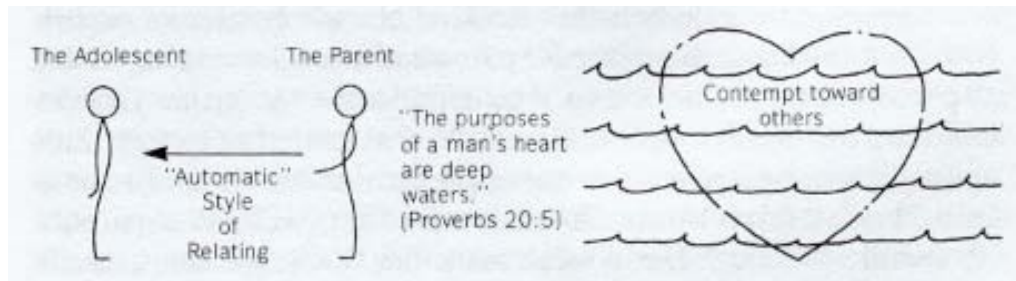 The Adolescent
The Parent
"Automatic"
Style
of
Relating
"The purposes
of a man's heart
are deep
waters."
(Proverbs 20:5)
Contempt toward
others